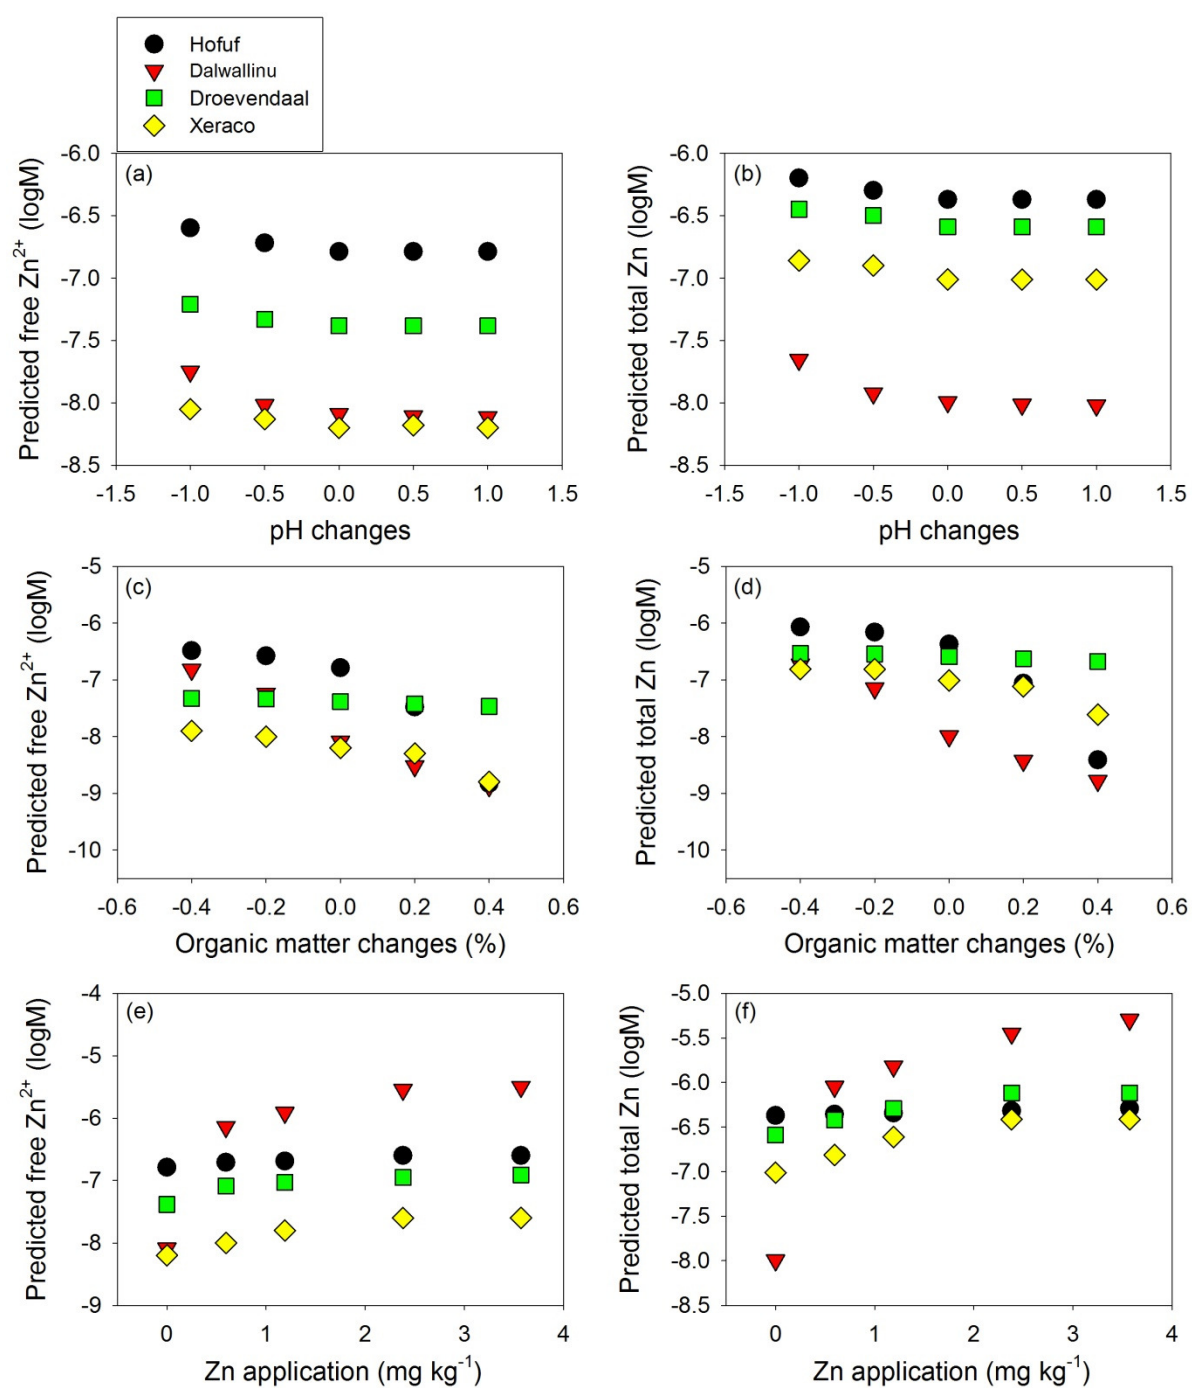 Hofuf
Dalwallinu
Droevendaal
Xeraco
(a)
Predicted free Zn²⁺ (logM)
-6.0
-6.5
-7.0
-7.5
-8.0
-8.5
-1.5 -1.0 -0.5 0.0 0.5 1.0 1.5
pH changes
(b)
Predicted total Zn (logM)
-6.0
-6.5
-7.0
-7.5
-8.0
-8.5
-1.5 -1.0 -0.5 0.0 0.5 1.0 1.5
pH changes
(c)
Predicted free Zn²⁺ (logM)
-5
-6
-7
-8
-9
-10
-0.6 -0.4 -0.2 0.0 0.2 0.4 0.6
Organic matter changes (%)
(d)
Predicted total Zn (logM)
-5
-6
-7
-8
-9
-10
-0.6 -0.4 -0.2 0.0 0.2 0.4 0.6
Organic matter changes (%)
(e)
Predicted free Zn²⁺ (logM)
-4
-5
-6
-7
-8
-9
0 1 2 3 4
Zn application (mg kg⁻¹)
(f)
Predicted total Zn (logM)
-5.0
-5.5
-6.0
-6.5
-7.0
-7.5
-8.0
-8.5
0 1 2 3 4
Zn application (mg kg⁻¹)